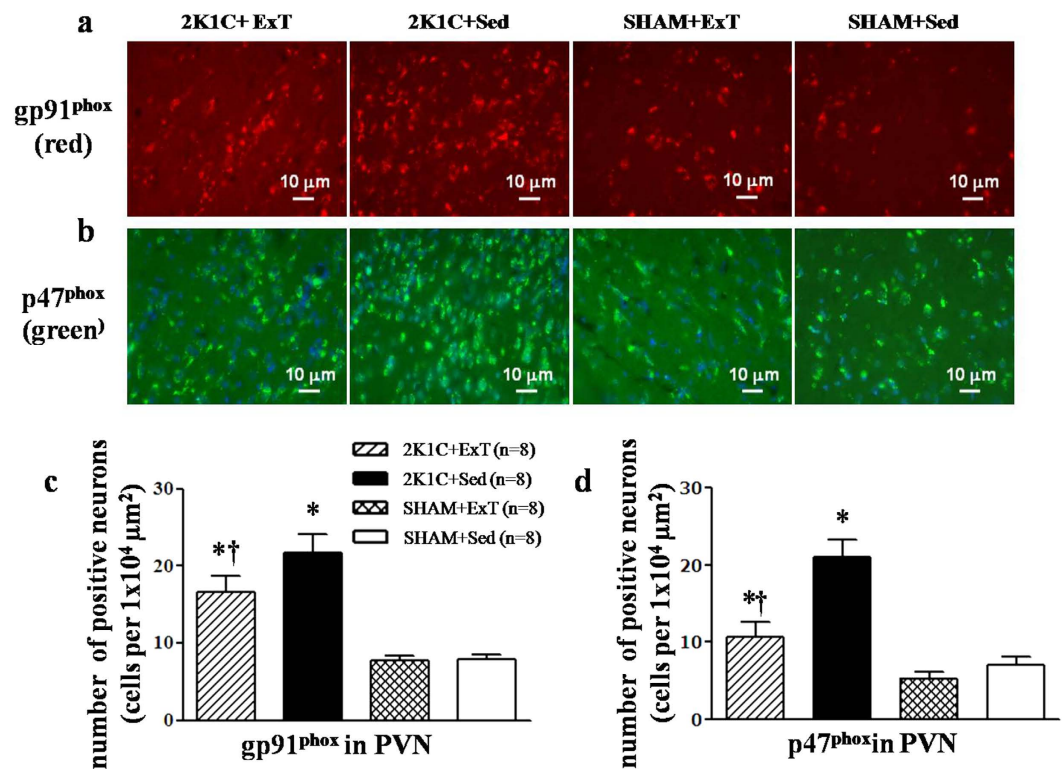 a
2K1C+ ExT
2K1C+Sed
SHAM+ExT
SHAM+Sed
gp91phox
(red)
10 μm
10 μm
10 μm
10 μm
b
p47phox
(green)
10 μm
10 μm
10 μm
10 μm
c
number of positive neurons
(cells per 1x10⁴ μm²)
30
20
10
0
*†
*
2K1C+ExT (n=8)
2K1C+Sed (n=8)
SHAM+ExT (n=8)
SHAM+Sed (n=8)
gp91phox in PVN
d
number of positive neurons
(cells per 1x10⁴ μm²)
30
20
10
0
*†
*
p47phox in PVN